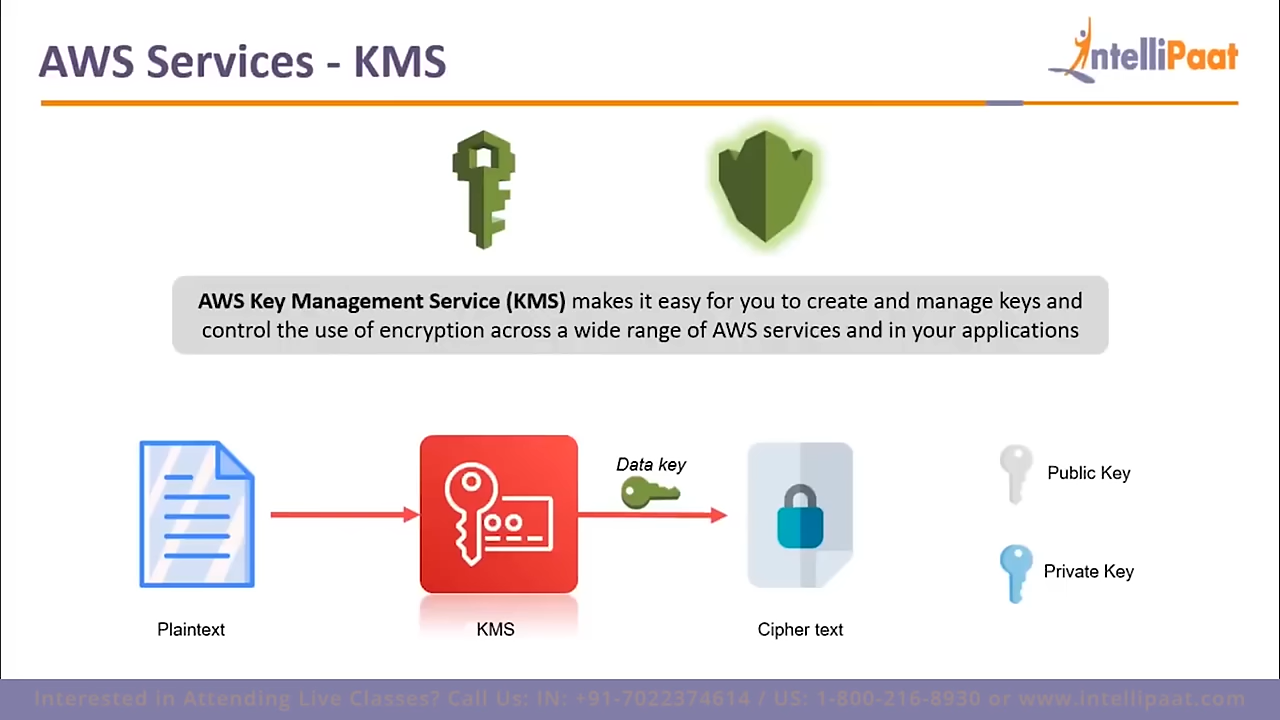 AWS Services - KMS
IntelliPaat
AWS Key Management Service (KMS) makes it easy for you to create and manage keys and
control the use of encryption across a wide range of AWS services and in your applications
Data key
Public Key
Private Key
Plaintext
KMS
Cipher text
Interested in Attending Live Classes? Call Us: IN: +91-7022374614 / US: 1-800-216-8930 or www.intellipaat.com